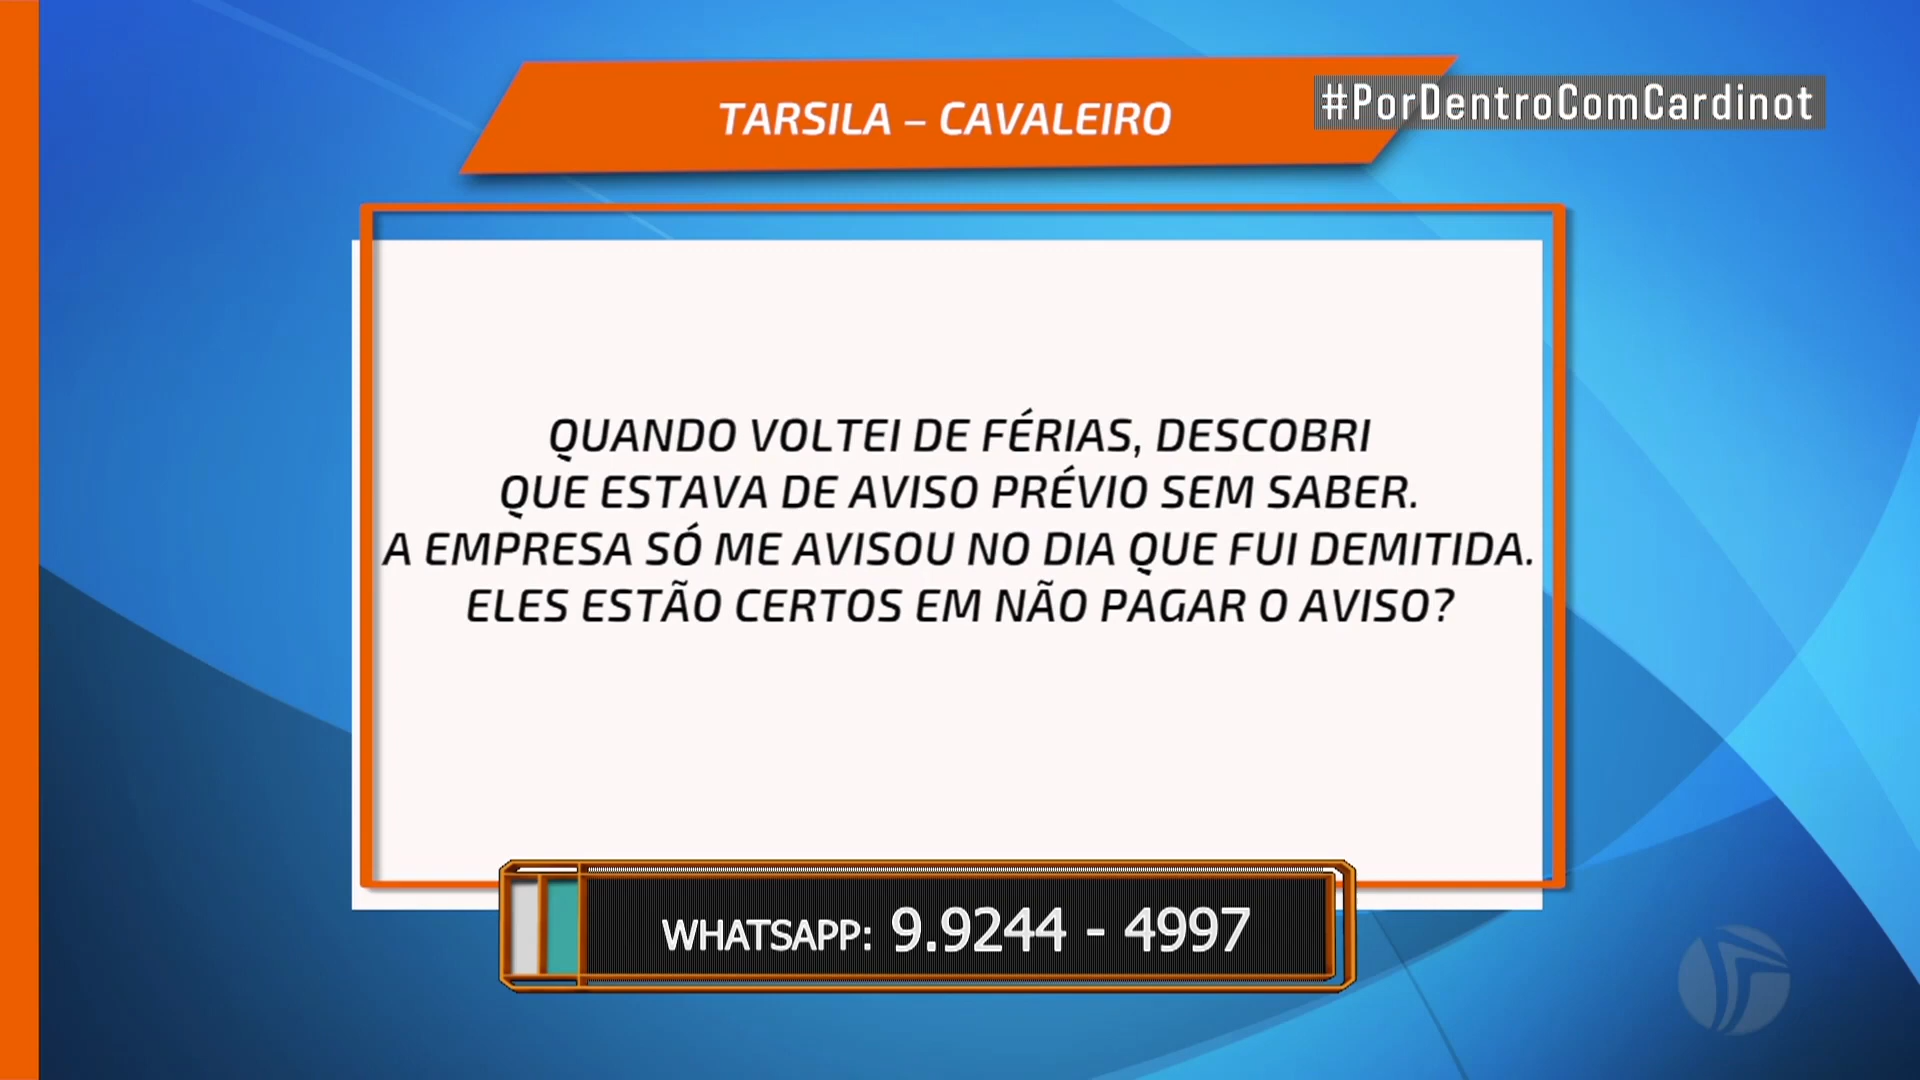 TARSILA – CAVALEIRO
#PorDentroComCardinot
QUANDO VOLTEI DE FÉRIAS, DESCOBRI
QUE ESTAVA DE AVISO PRÉVIO SEM SABER.
A EMPRESA SÓ ME AVISOU NO DIA QUE FUI DEMITIDA.
ELES ESTÃO CERTOS EM NÃO PAGAR O AVISO?
WHATSAPP: 9.9244 - 4997